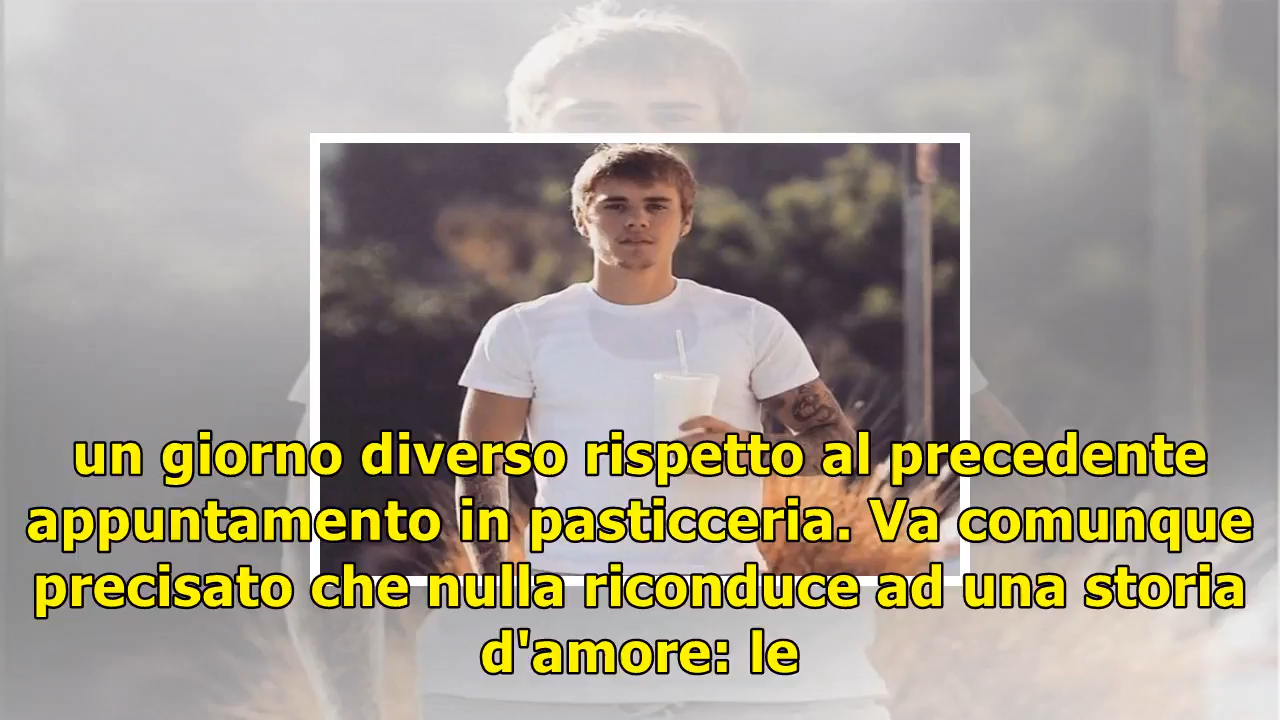 un giorno diverso rispetto al precedente
appuntamento in pasticceria. Va comunque
precisato che nulla riconduce ad una storia
d'amore: le